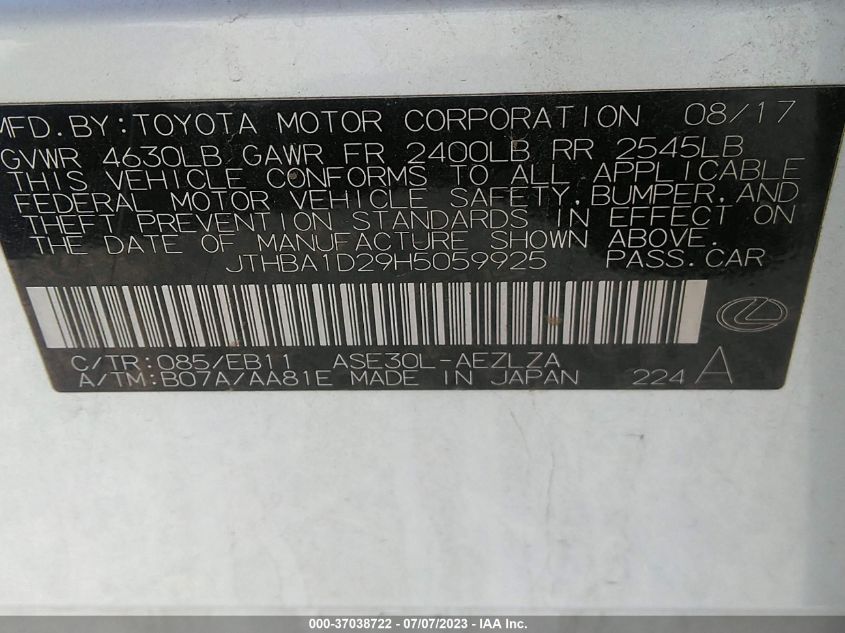 MFD. BY: TOYOTA MOTOR CORPORATION 08/17
GVWR 4630LB GAWR FR 2400LB RR 2545LB
THIS VEHICLE CONFORMS TO ALL APPLICABLE
FEDERAL MOTOR VEHICLE SAFETY, BUMPER, AND
THEFT PREVENTION STANDARDS IN EFFECT ON
THE DATE OF MANUFACTURE SHOWN ABOVE.
JTHBA1D29H5059925 PASS. CAR
C/TR: 085/EB11 ASE30L-AEZLZA
A/TM: B07A/AA81E MADE IN JAPAN 224 A
000-37038722 - 07/07/2023 - IAA Inc.